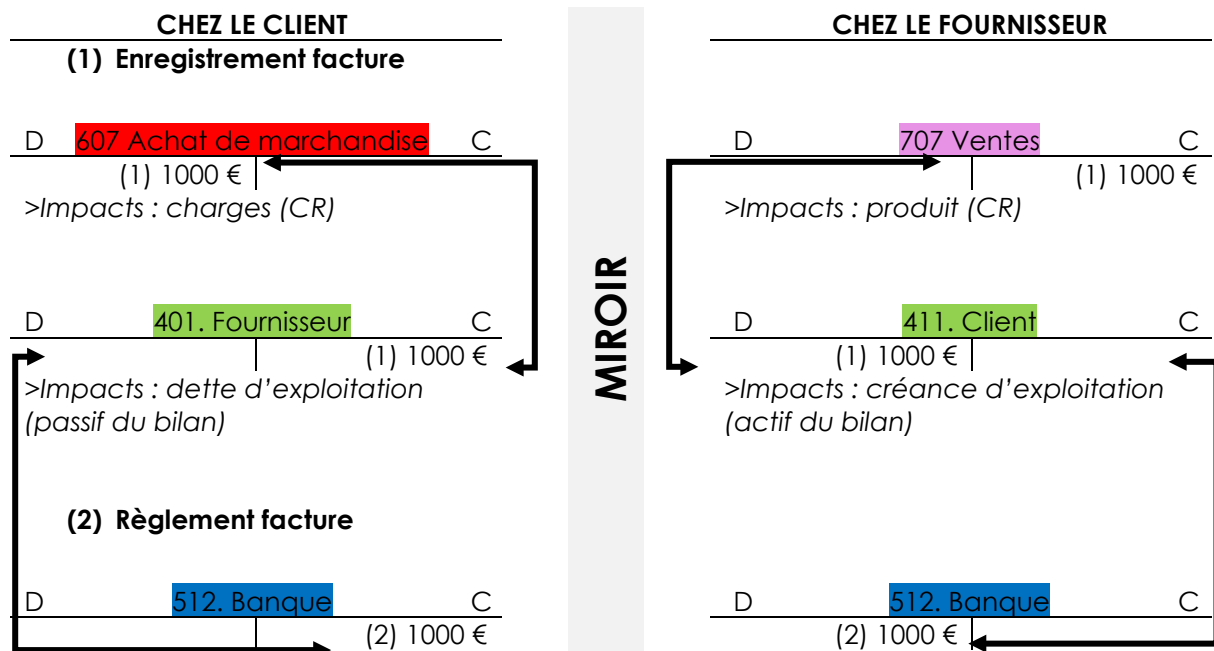 CHEZ LE CLIENT
(1) Enregistrement facture
D 607 Achat de marchandise C
(1) 1000 €
>Impacts : charges (CR)
D 401. Fournisseur C
(1) 1000 €
>Impacts : dette d’exploitation
(passif du bilan)
(2) Règlement facture
D 512. Banque C
(2) 1000 €
MIROIR
CHEZ LE FOURNISSEUR
D 707 Ventes C
(1) 1000 €
>Impacts : produit (CR)
D 411. Client C
(1) 1000 €
>Impacts : créance d’exploitation
(actif du bilan)
D 512. Banque C
(2) 1000 €